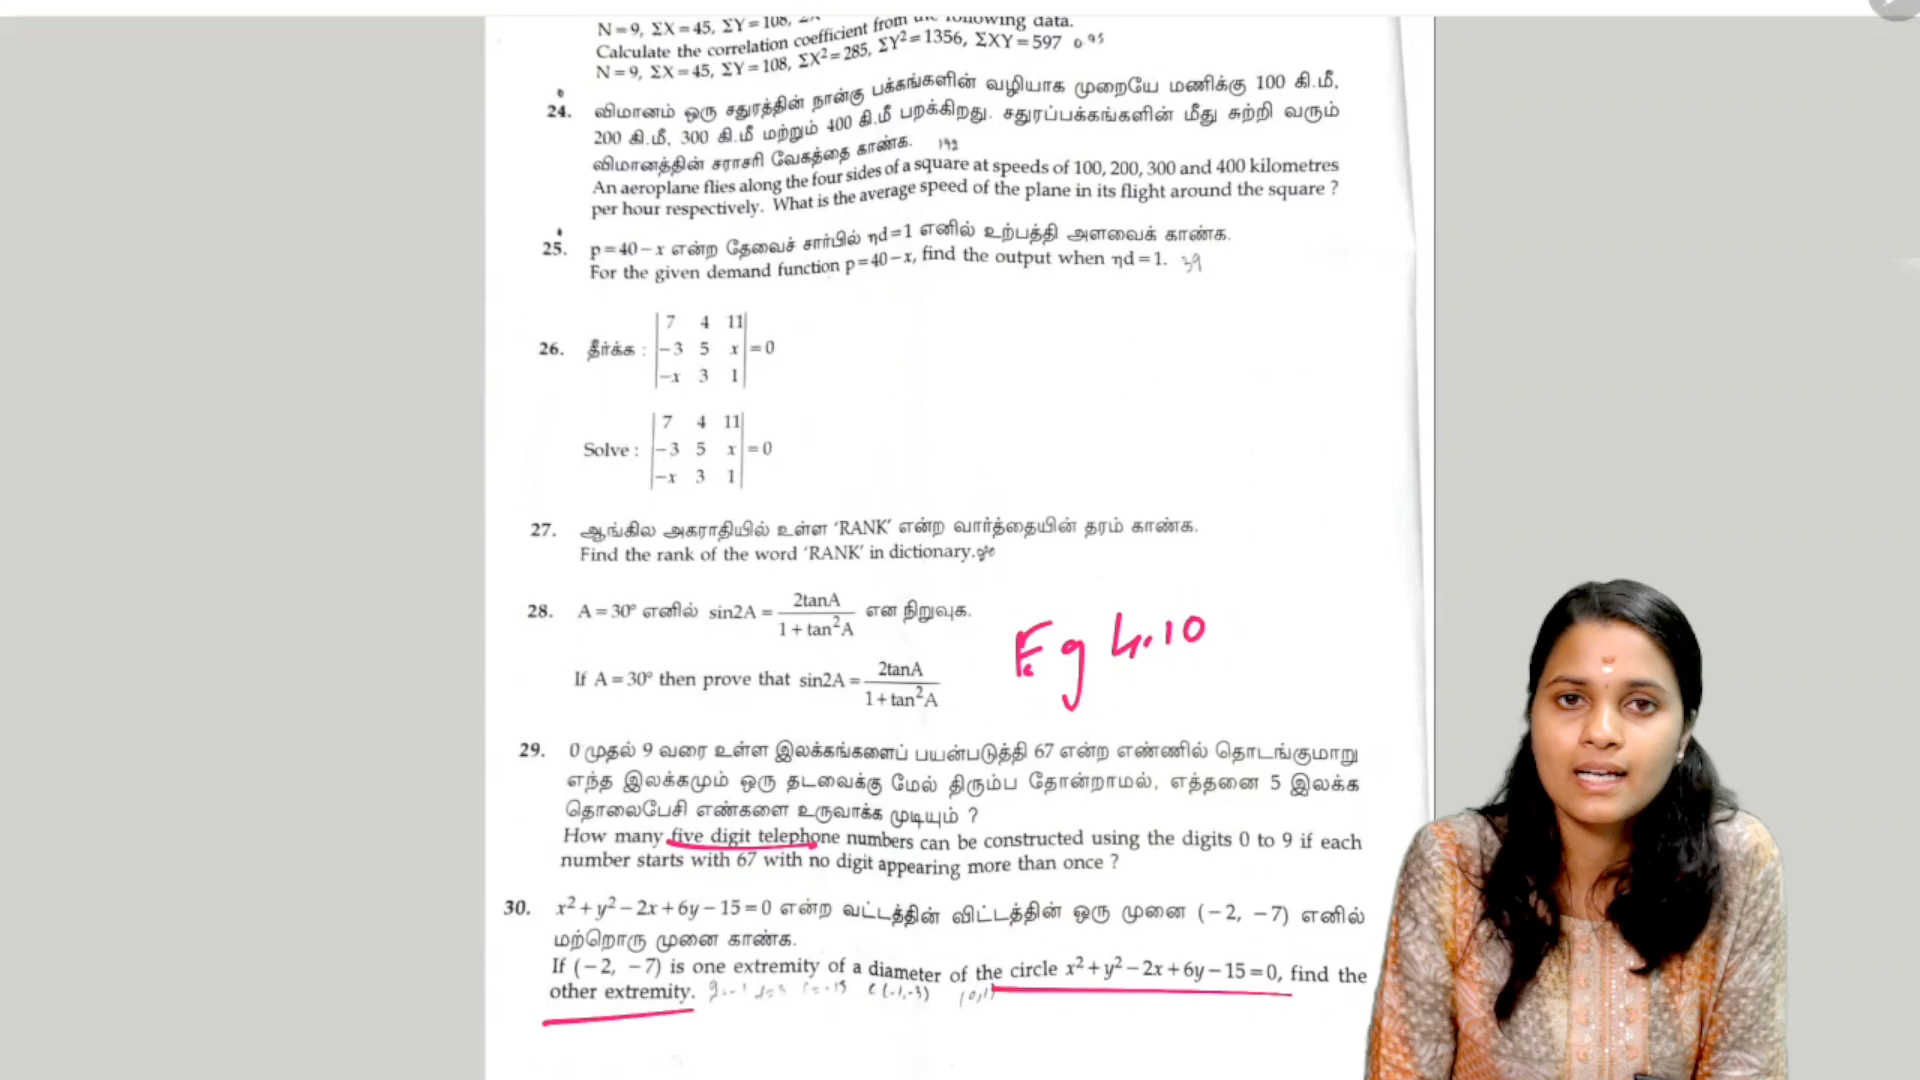 N = 9, ΣX = 45, ΣY = 108,
Calculate the correlation coefficient from the following data.
N = 9, ΣX = 45, ΣY = 108, ΣX² = 285, ΣY² = 1356, ΣXY = 597
24. விமானம் ஒரு சதுரத்தின் நான்கு பக்கங்களின் வழியாக முறையே மணிக்கு 100 கி.மீ,
200 கி.மீ, 300 கி.மீ மற்றும் 400 கி.மீ பறக்கிறது. சதுரப்பக்கங்களின் மீது சுற்றி வரும்
விமானத்தின் சராசரி வேகத்தை காண்க. 192
An aeroplane flies along the four sides of a square at speeds of 100, 200, 300 and 400 kilometres
per hour respectively. What is the average speed of the plane in its flight around the square ?
25. p = 40 – x என்ற தேவைச் சார்பில் ηd = 1 எனில் உற்பத்தி அளவைக் காண்க.
For the given demand function p = 40 – x, find the output when ηd = 1. 39
26. தீர்க்க : | 7 4 11 |
| –3 5 x | = 0
| –x 3 1 |
Solve : | 7 4 11 |
| –3 5 x | = 0
| –x 3 1 |
27. ஆங்கில அகராதியில் உள்ள ‘RANK’ என்ற வார்த்தையின் தரம் காண்க.
Find the rank of the word ‘RANK’ in dictionary.
28. A = 30° எனில் sin2A = 2tanA / 1 + tan²A என நிறுவுக.
Eg 4.10
If A = 30° then prove that sin2A = 2tanA / 1 + tan²A
29. 0 முதல் 9 வரை உள்ள இலக்கங்களைப் பயன்படுத்தி 67 என்ற எண்ணில் தொடங்குமாறு
எந்த இலக்கமும் ஒரு தடவைக்கு மேல் திரும்ப தோன்றாமல், எத்தனை 5 இலக்க
தொலைபேசி எண்களை உருவாக்க முடியும் ?
How many five digit telephone numbers can be constructed using the digits 0 to 9 if each
number starts with 67 with no digit appearing more than once ?
30. x² + y² – 2x + 6y – 15 = 0 என்ற வட்டத்தின் விட்டத்தின் ஒரு முனை (– 2, – 7) எனில்
மற்றொரு முனை காண்க.
If (– 2, – 7) is one extremity of a diameter of the circle x² + y² – 2x + 6y – 15 = 0, find the
other extremity.